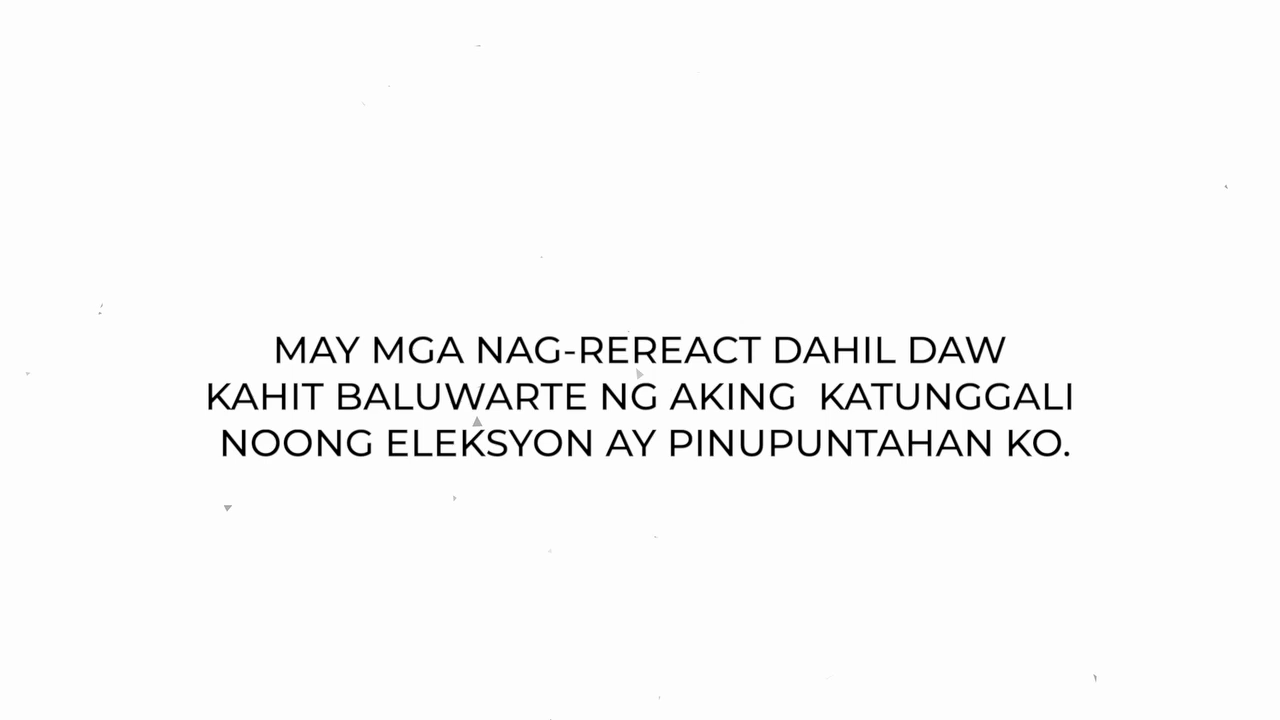 MAY MGA NAG-REREACT DAHIL DAW
KAHIT BALUWARTE NG AKING KATUNGGALI
NOONG ELEKSYON AY PINUPUNTAHAN KO.